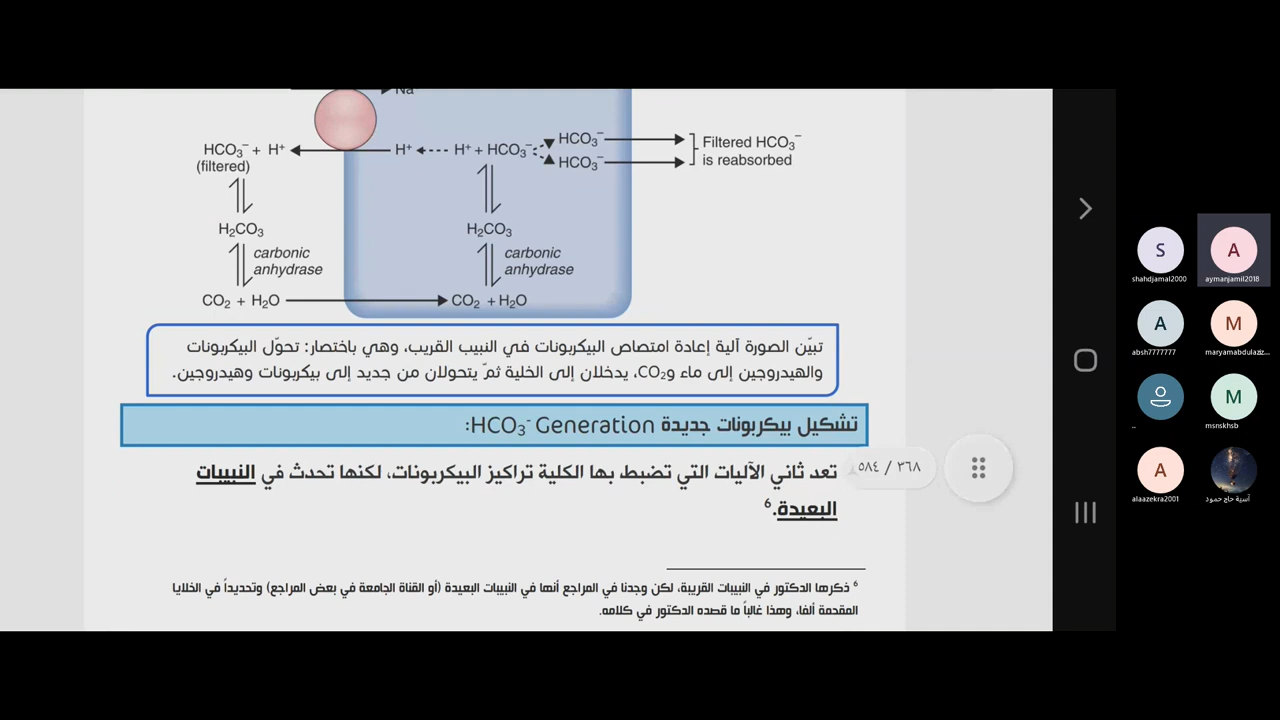 Na
HCO₃⁻ + H⁺
(filtered)
H⁺
H⁺ + HCO₃⁻
HCO₃⁻
HCO₃⁻
Filtered HCO₃⁻
is reabsorbed
H₂CO₃
H₂CO₃
carbonic
anhydrase
carbonic
anhydrase
CO₂ + H₂O
CO₂ + H₂O
تبيّن الصورة آلية إعادة امتصاص البيكربونات في النبيب القريب، وهي باختصار: تحوّل البيكربونات
والهيدروجين إلى ماء وCO₂، يدخلان إلى الخلية ثمّ يتحولان من جديد إلى بيكربونات وهيدروجين.
تشكيل بيكربونات جديدة HCO₃⁻ Generation:
تعد ثاني الآليات التي تضبط بها الكلية تراكيز البيكربونات، لكنها تحدث في النبيبات
البعيدة.⁶
٣٦٨ / ٥٨٤
⁶ ذكرها الدكتور في النبيبات القريبة، لكن وجدنا في المراجع أنها في النبيبات البعيدة (أو القناة الجامعة في بعض المراجع) وتحديداً في الخلايا
المقحمة ألفا، وهذا غالباً ما قصده الدكتور في كلامه.
S
shahdjamal2000
A
aymanjamil2018
A
absh7777777
M
maryamabdulaziz...
..
M
msnskhsb
A
alaazekra2001
آسية حاج حمود